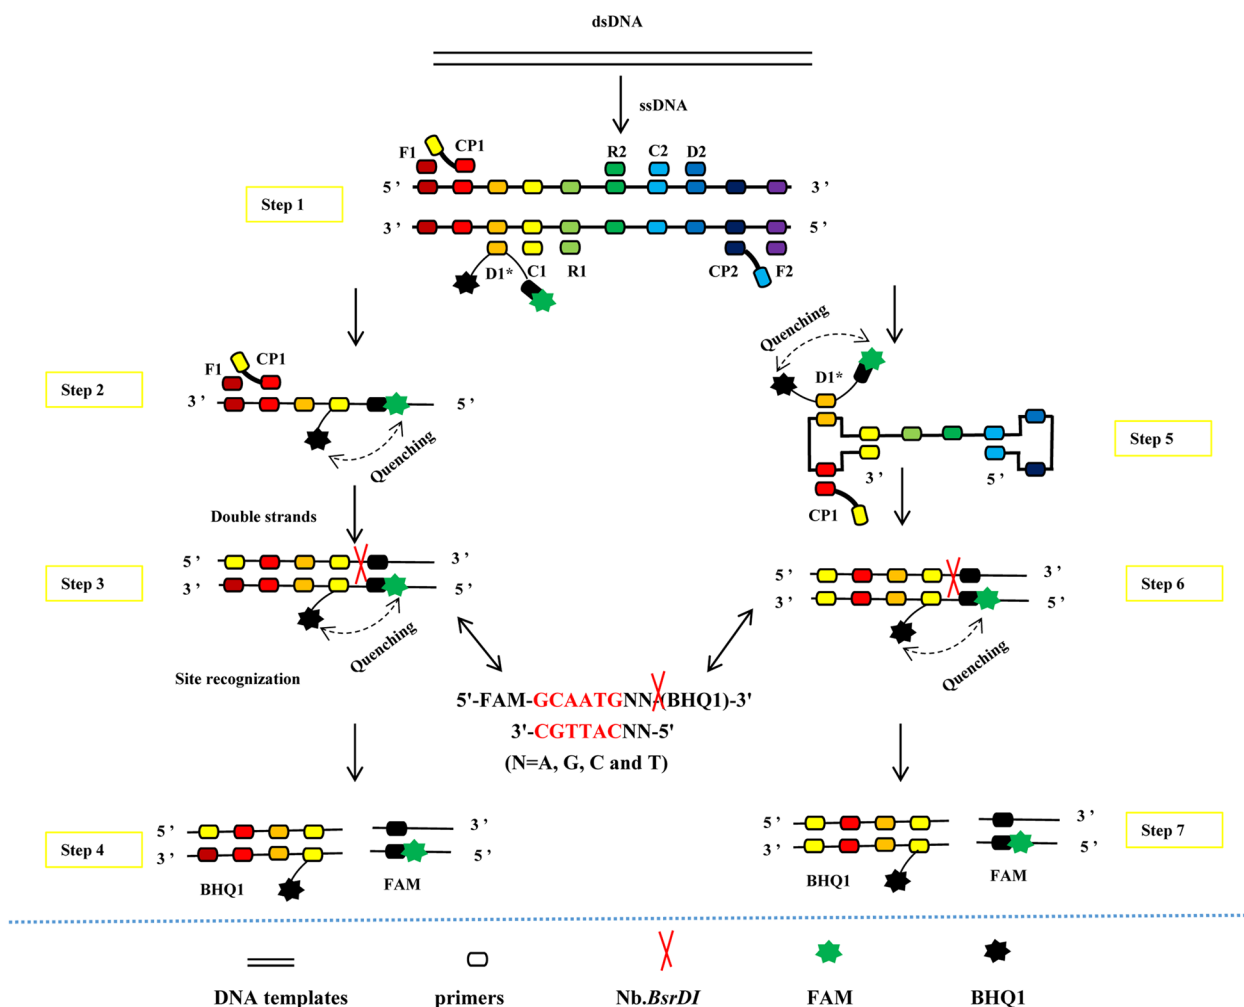 dsDNA
ssDNA
F1 CP1 R2 C2 D2
Step 1
5 ' 3 '
3 ' 5 '
D1* C1 R1 CP2 F2
Step 2
F1 CP1
3 ' 5 '
Quenching
Quenching
D1*
Step 5
3 ' 5 '
CP1
Double strands
Step 3
5 ' 3 '
3 ' 5 '
Quenching
Step 6
5 ' 3 '
3 ' 5 '
Quenching
Site recognization
5'-FAM-GCAATGNN-(BHQ1)-3'
3'-CGTTACNN-5'
(N=A, G, C and T)
Step 4
5 ' 3 '
3 ' 5 '
BHQ1 FAM
Step 7
5 ' 3 '
3 ' 5 '
BHQ1 FAM
DNA templates primers Nb.BsrDI FAM BHQ1